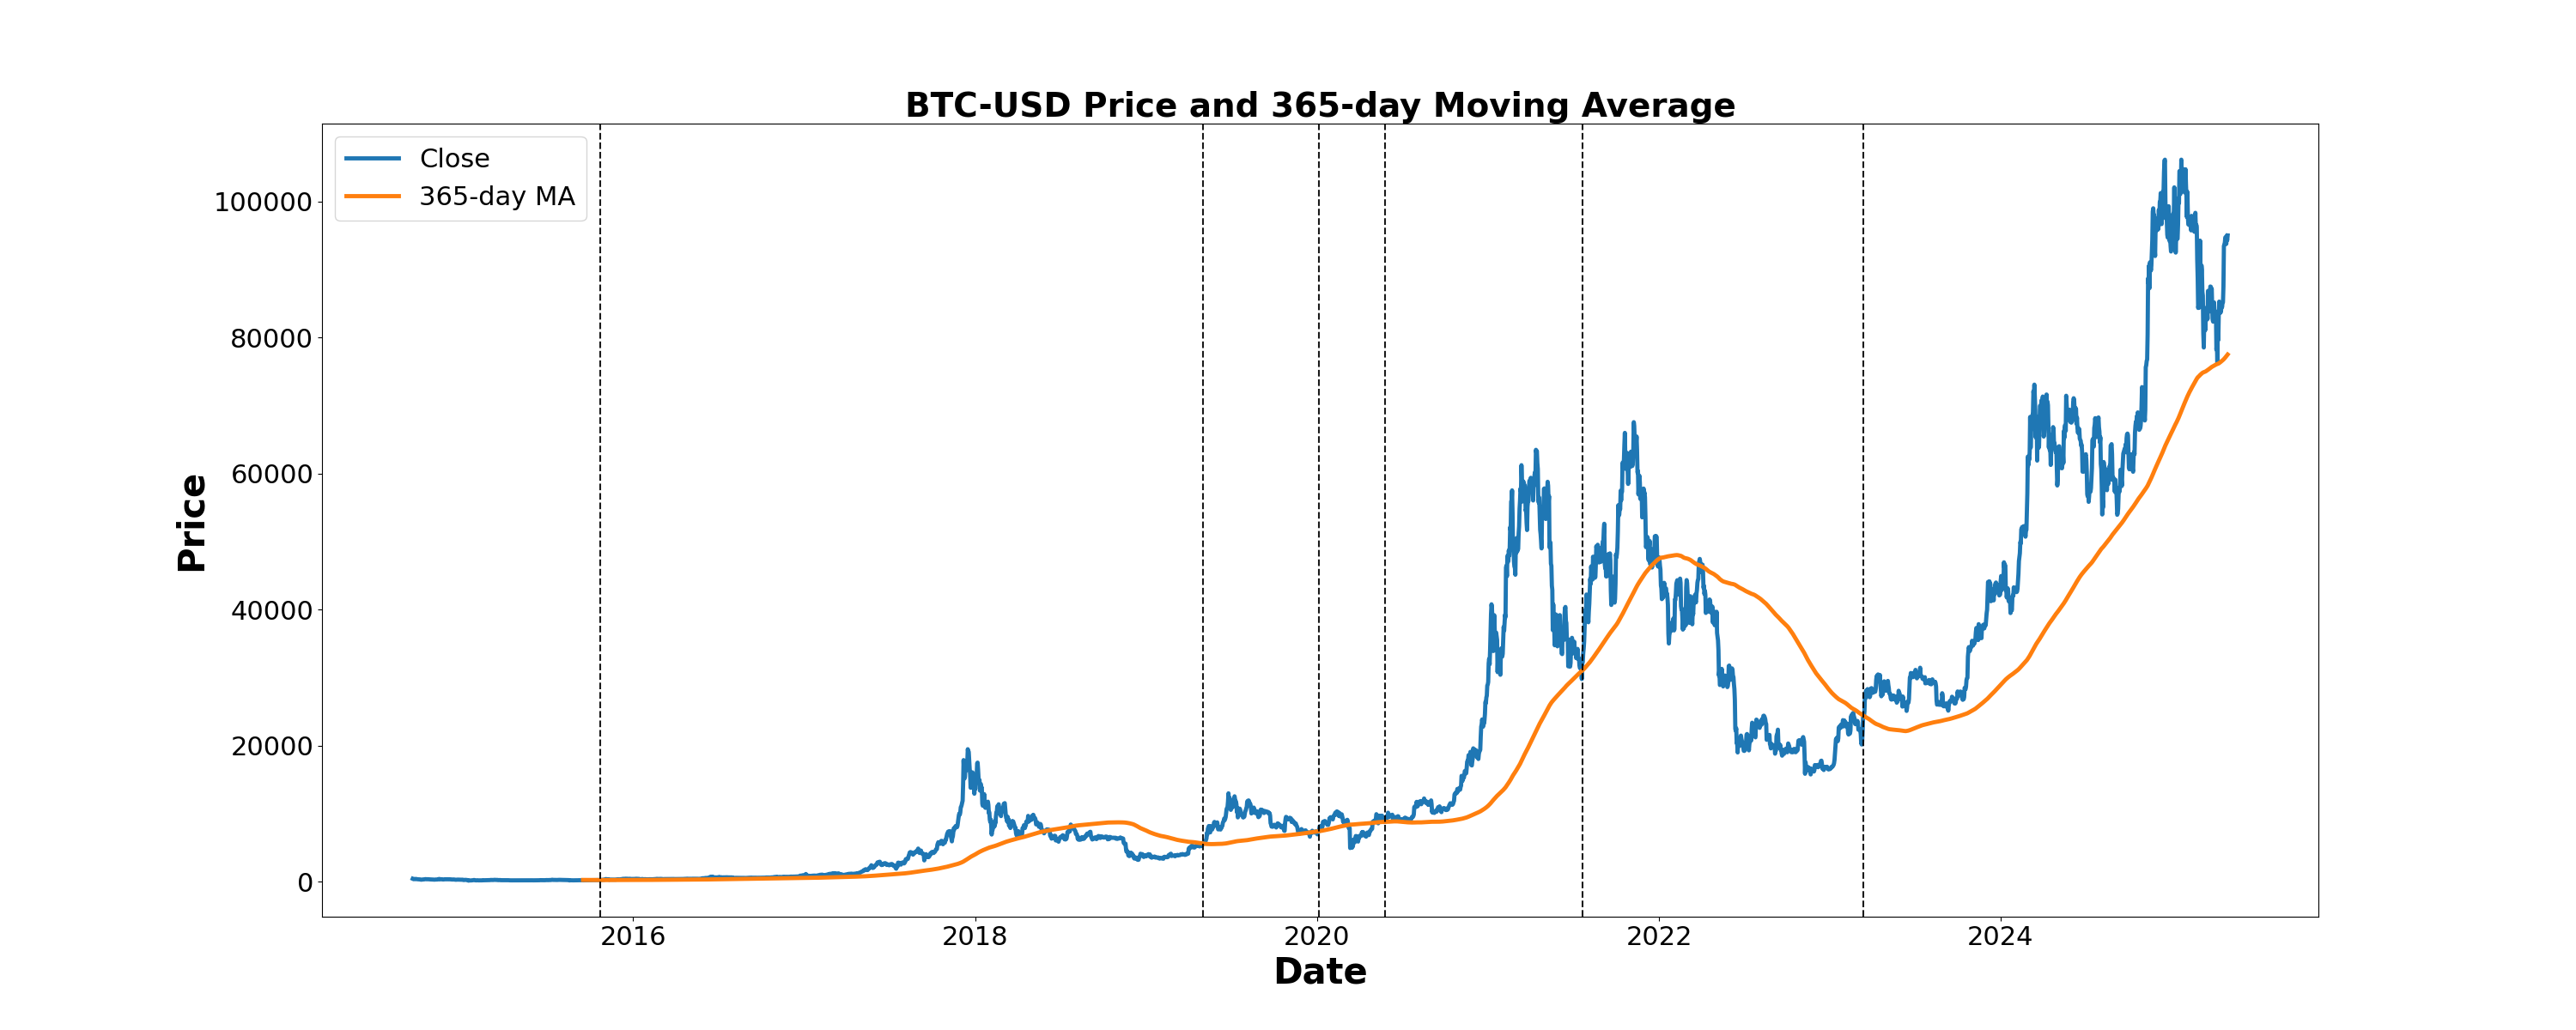 BTC-USD Price and 365-day Moving Average
Close
365-day MA
100000
80000
60000
40000
20000
0
Price
2016 2018 2020 2022 2024
Date